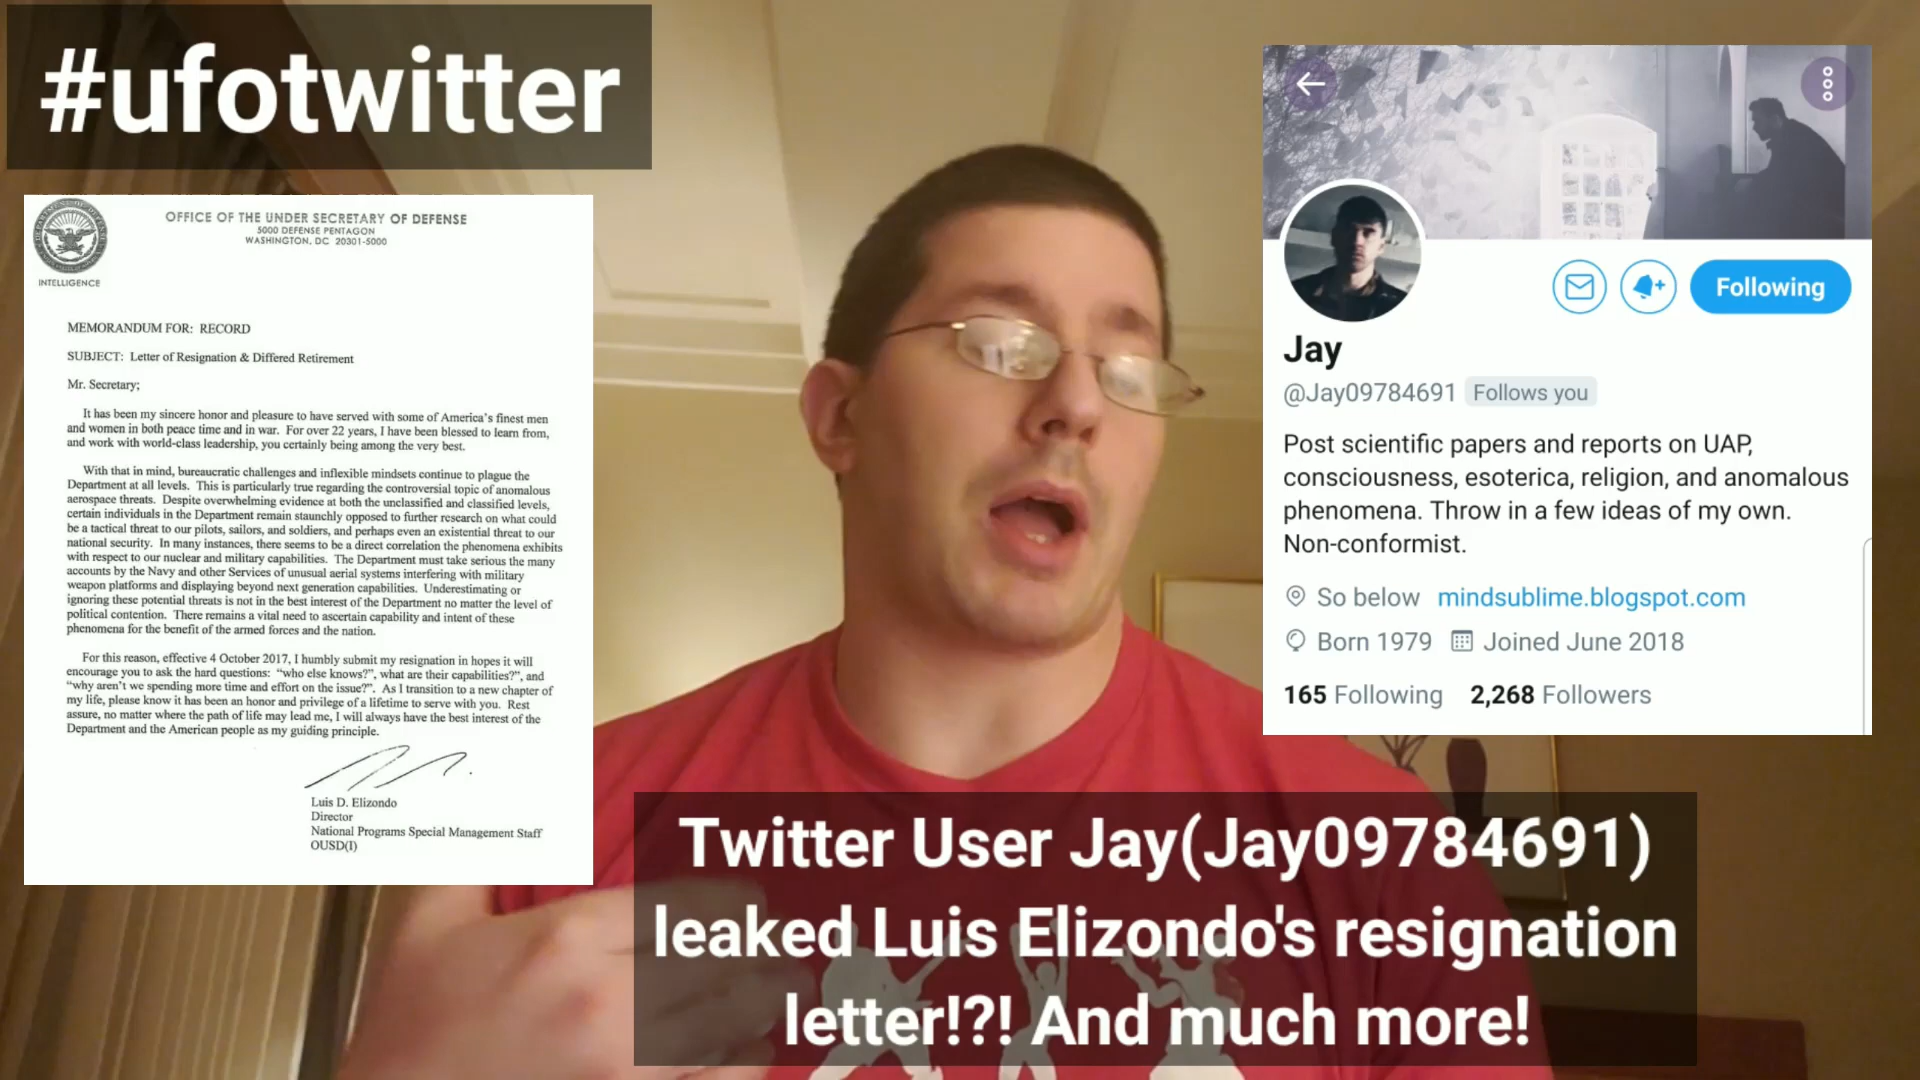 #ufotwitter
OFFICE OF THE UNDER SECRETARY OF DEFENSE
5000 DEFENSE PENTAGON
WASHINGTON, DC 20301-5000
INTELLIGENCE
MEMORANDUM FOR: RECORD
SUBJECT: Letter of Resignation & Differed Retirement
Mr. Secretary;
It has been my sincere honor and pleasure to have served with some of America's finest men
and women in both peace time and in war. For over 22 years, I have been blessed to learn from,
and work with world-class leadership, you certainly being among the very best.
With that in mind, bureaucratic challenges and inflexible mindsets continue to plague the
Department at all levels. This is particularly true regarding the controversial topic of anomalous
aerospace threats. Despite overwhelming evidence at both the unclassified and classified levels,
certain individuals in the Department remain staunchly opposed to further research on what could
be a tactical threat to our pilots, sailors, and soldiers, and perhaps even an existential threat to our
national security. In many instances, there seems to be a direct correlation the phenomena exhibits
with respect to our nuclear and military capabilities. The Department must take serious the many
accounts by the Navy and other Services of unusual aerial systems interfering with military
weapon platforms and displaying beyond next generation capabilities. Underestimating or
ignoring these potential threats is not in the best interest of the Department no matter the level of
political contention. There remains a vital need to ascertain capability and intent of these
phenomena for the benefit of the armed forces and the nation.
For this reason, effective 4 October 2017, I humbly submit my resignation in hopes it will
encourage you to ask the hard questions: "who else knows?", what are their capabilities?", and
"why aren't we spending more time and effort on the issue?". As I transition to a new chapter of
my life, please know it has been an honor and privilege of a lifetime to serve with you. Rest
assure, no matter where the path of life may lead me, I will always have the best interest of the
Department and the American people as my guiding principle.
Luis D. Elizondo
Director
National Programs Special Management Staff
OUSD(I)
Following
Jay
@Jay09784691 Follows you
Post scientific papers and reports on UAP,
consciousness, esoterica, religion, and anomalous
phenomena. Throw in a few ideas of my own.
Non-conformist.
So below mindsublime.blogspot.com
Born 1979 Joined June 2018
165 Following 2,268 Followers
Twitter User Jay(Jay09784691)
leaked Luis Elizondo's resignation
letter!?! And much more!